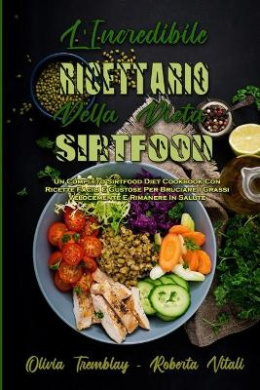 L'Incredibile
RICETTARIO
Della Dieta
SIRTFOOD
Un Completo Sirtfood Diet Cookbook Con
Ricette Facili E Gustose Per Bruciare I Grassi
Velocemente E Rimanere In Salute
Olivia Tremblay - Roberta Vitali